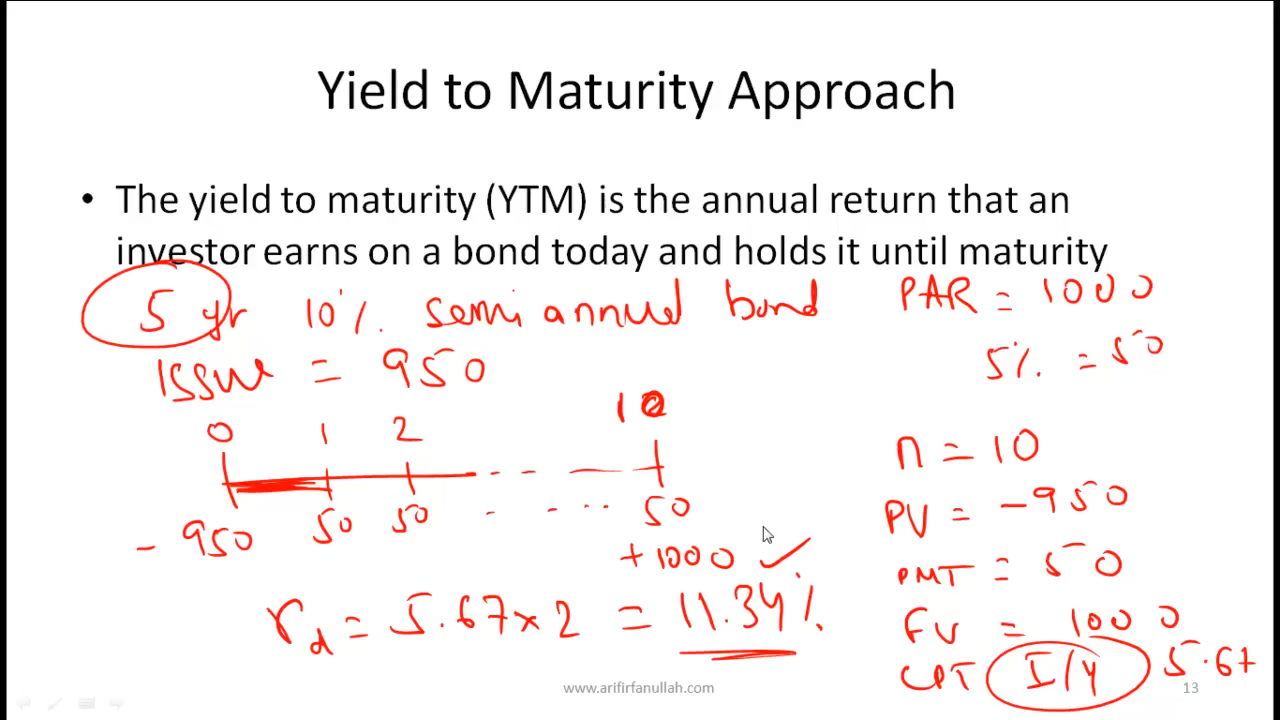 Yield to Maturity Approach
• The yield to maturity (YTM) is the annual return that an
investor earns on a bond today and holds it until maturity
5 yr 10% semi annual bond
Issue = 950
0 1 2 10
-950 50 50 50
+1000
rd = 5.67 x 2 = 11.34%
PAR = 1000
5% = 50
n = 10
PV = -950
PMT = 50
FV = 1000
CPT I/Y 5.67
www.arifirfanullah.com
13